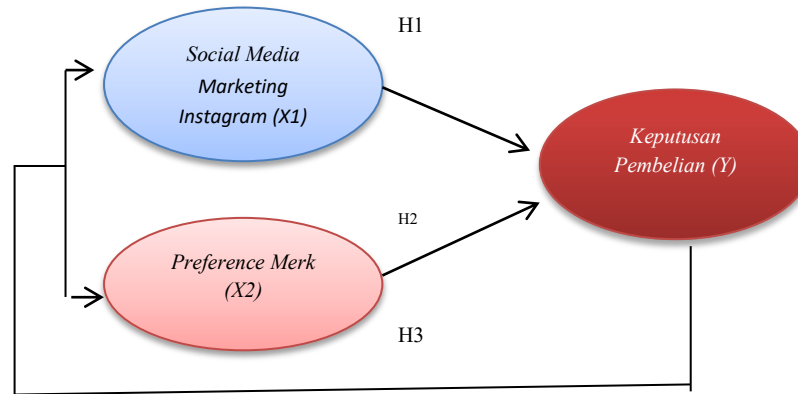 H1
Social Media
Marketing
Instagram (X1)
Keputusan
Pembelian (Y)
H2
Preference Merk
(X2)
H3